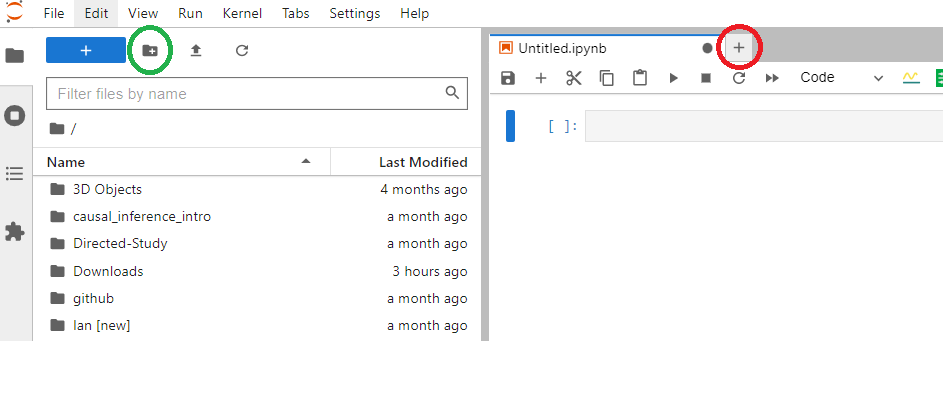 File Edit View Run Kernel Tabs Settings Help
Untitled.ipynb
Code
Filter files by name
/
[ ]:
Name Last Modified
3D Objects 4 months ago
causal_inference_intro a month ago
Directed-Study a month ago
Downloads 3 hours ago
github a month ago
Ian [new] a month ago